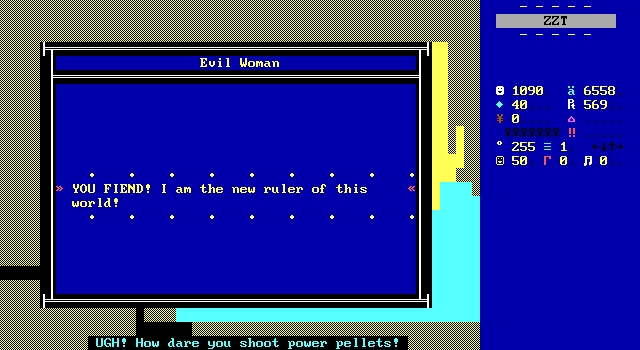 ZZT
Evil Woman
1090 ä 6558
40 R 569
¥ 0
255 ≡ 1 ←↓↑→
50 0 0
» YOU FIEND! I am the new ruler of this «
world!
UGH! How dare you shoot power pellets!